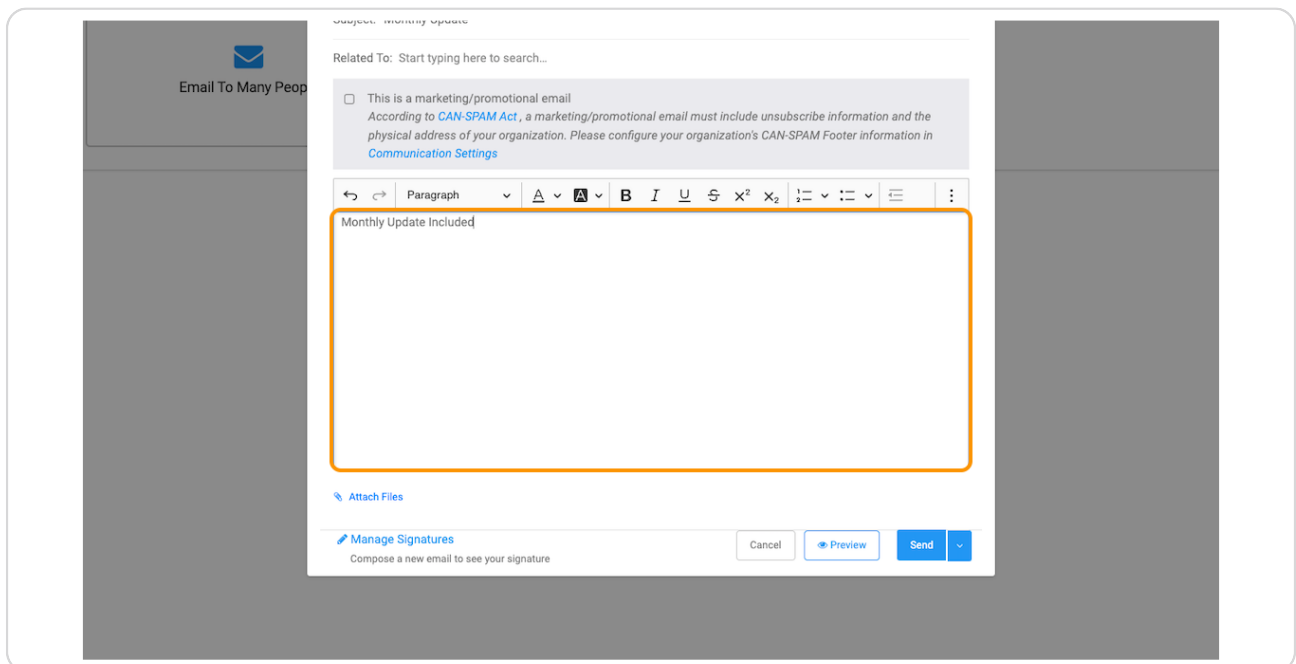 Subject: Monthly Update
Related To: Start typing here to search...
Email To Many Peop
This is a marketing/promotional email
According to CAN-SPAM Act , a marketing/promotional email must include unsubscribe information and the
physical address of your organization. Please configure your organization's CAN-SPAM Footer information in
Communication Settings
Paragraph A A B I U S X² X₂
Monthly Update Included
Attach Files
Manage Signatures
Compose a new email to see your signature
Cancel Preview Send